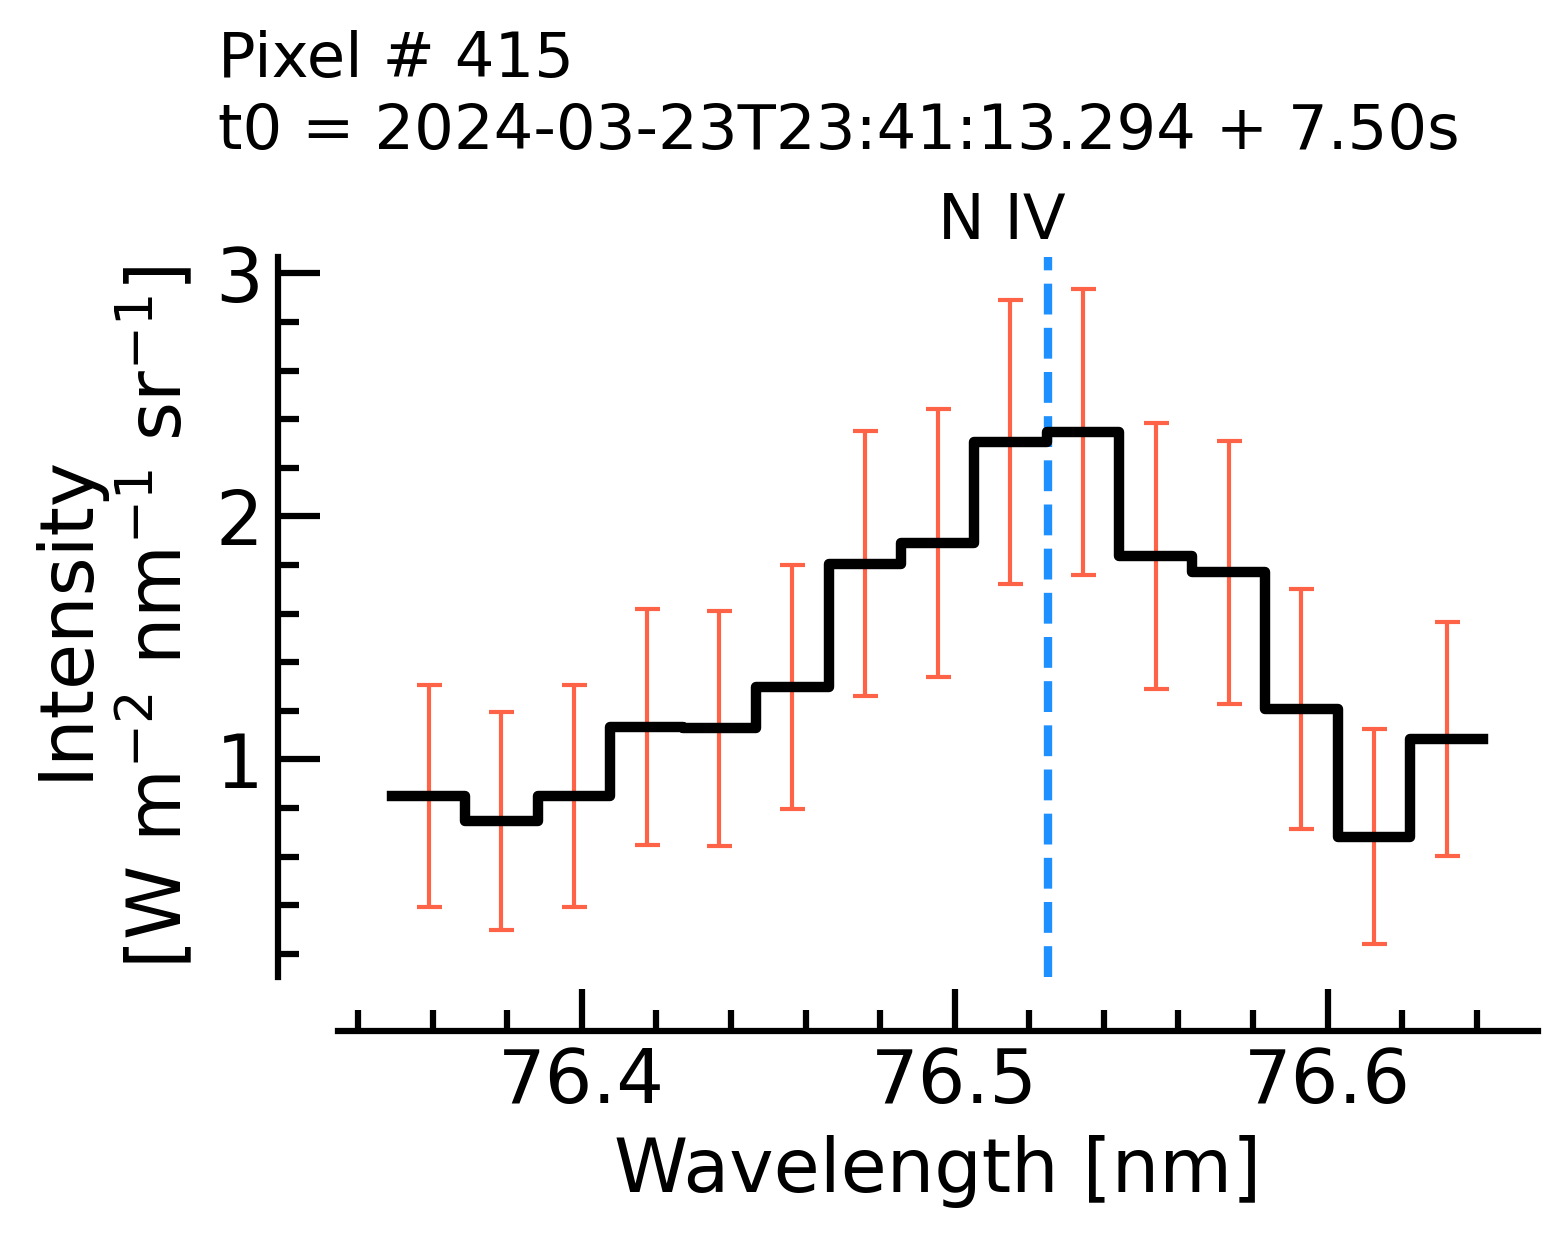 Pixel # 415
t0 = 2024-03-23T23:41:13.294 + 7.50s
N IV
3
2
1
Intensity
[W m⁻² nm⁻¹ sr⁻¹]
76.4 76.5 76.6
Wavelength [nm]